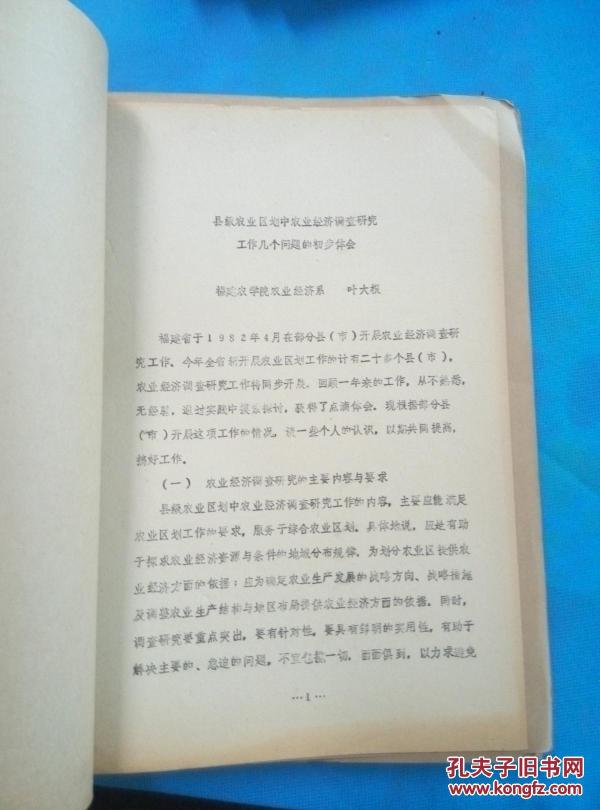 县级农业区划中农业经济调查研究
工作几个问题的初步体会
福建农学院农业经济系 叶大根
福建省于1982年4月在部分县(市)开展农业经济调查研
究工作。今年全省新开展农业区划工作的计有二十多个县(市),
农业经济调查研究工作将同步开展。回顾一年来的工作,从不熟悉,
无经验,通过实践中摸索探讨,获得了点滴体会。现根据部分县
(市)开展这项工作的情况,谈一些个人的认识,以期共同提高,
搞好工作。
(一) 农业经济调查研究的主要内容与要求
县级农业区划中农业经济调查研究工作的内容,主要应能满足
农业区划工作的要求,服务于综合农业区划。具体地说,应是有助
于探求农业经济资源与条件的地域分布规律,为划分农业区提供农
业经济方面的依据;应为确定农业生产发展的战略方向、战略措施
及调整农业生产结构与地区布局提供农业经济方面的依据。同时,
调查研究要重点突出,要有针对性,要具有鲜明的实用性,有助于
解决主要的、急迫的问题,不宜包揽一切,面面俱到,以力求避免
…1…
孔夫子旧书网
www.kongfz.com